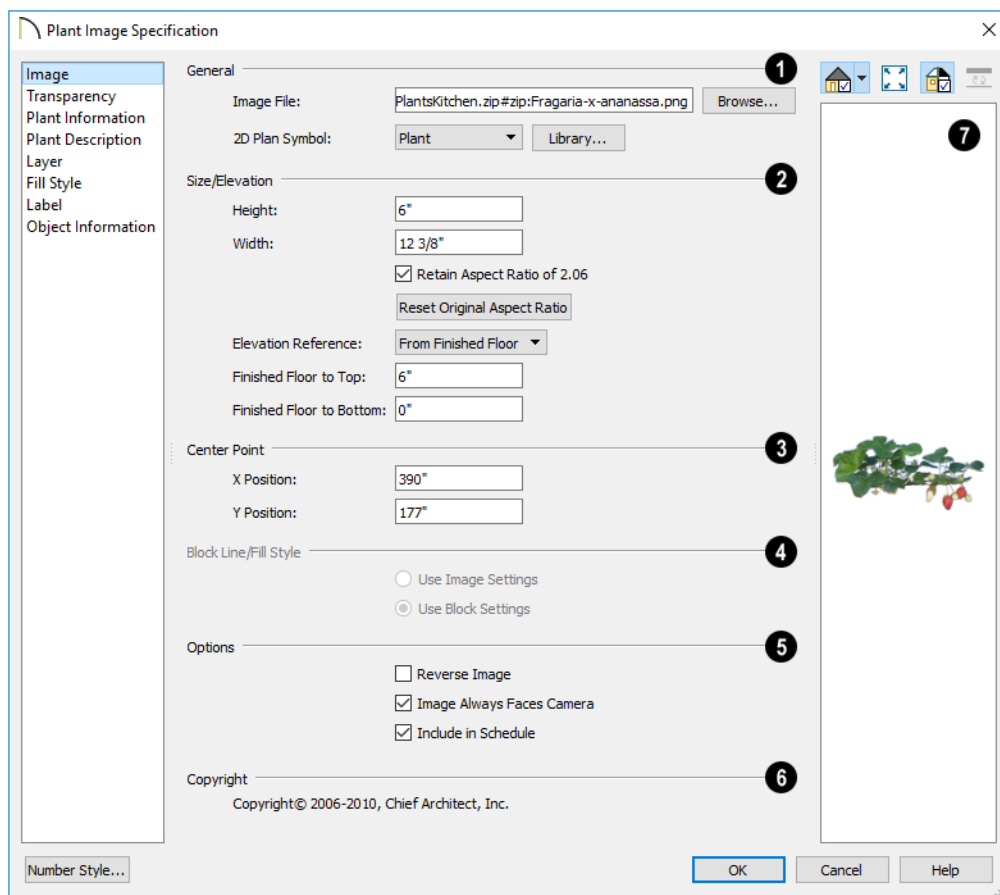 Plant Image Specification
Image
Transparency
Plant Information
Plant Description
Layer
Fill Style
Label
Object Information
General
1
Image File: PlantsKitchen.zip#zip:Fragaria-x-ananassa.png Browse...
2D Plan Symbol: Plant Library...
Size/Elevation
2
Height: 6"
Width: 12 3/8"
Retain Aspect Ratio of 2.06
Reset Original Aspect Ratio
Elevation Reference: From Finished Floor
Finished Floor to Top: 6"
Finished Floor to Bottom: 0"
Center Point
3
X Position: 390"
Y Position: 177"
Block Line/Fill Style
4
Use Image Settings
Use Block Settings
Options
5
Reverse Image
Image Always Faces Camera
Include in Schedule
Copyright
6
Copyright© 2006-2010, Chief Architect, Inc.
7
Number Style...
OK
Cancel
Help